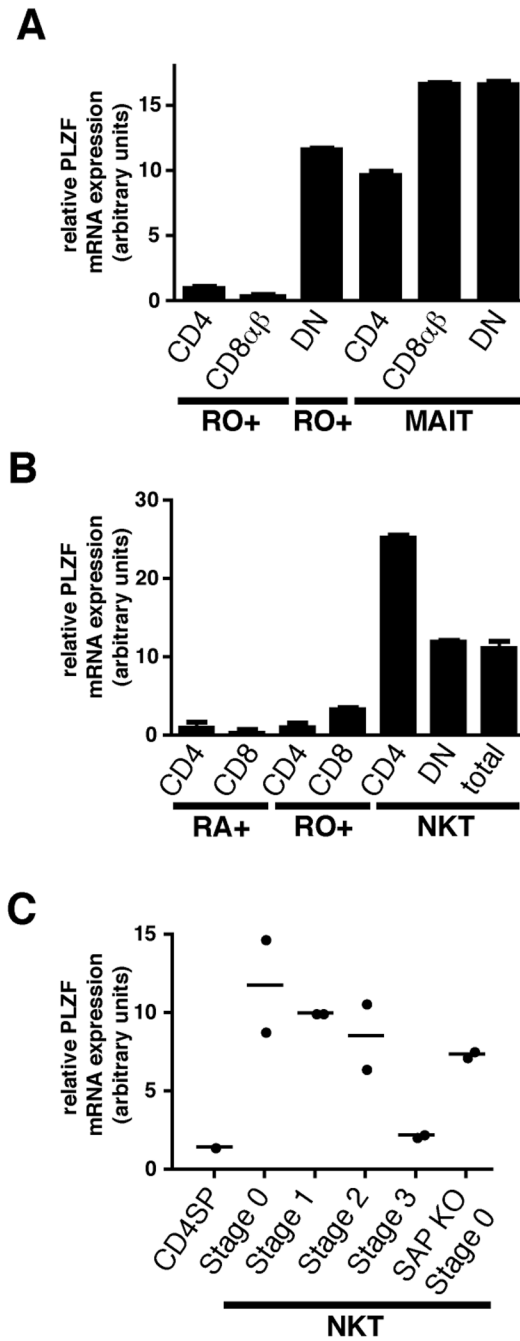 A
relative PLZF
mRNA expression
(arbitrary units)
15
10
5
0
CD4
CD8αβ
DN
CD4
CD8αβ
DN
RO+
RO+
MAIT
B
relative PLZF
mRNA expression
(arbitrary units)
30
20
10
0
CD4
CD8
CD4
CD8
CD4
DN
total
RA+
RO+
NKT
C
relative PLZF
mRNA expression
(arbitrary units)
15
10
5
0
CD4SP
Stage 0
Stage 1
Stage 2
Stage 3
SAP KO
Stage 0
NKT